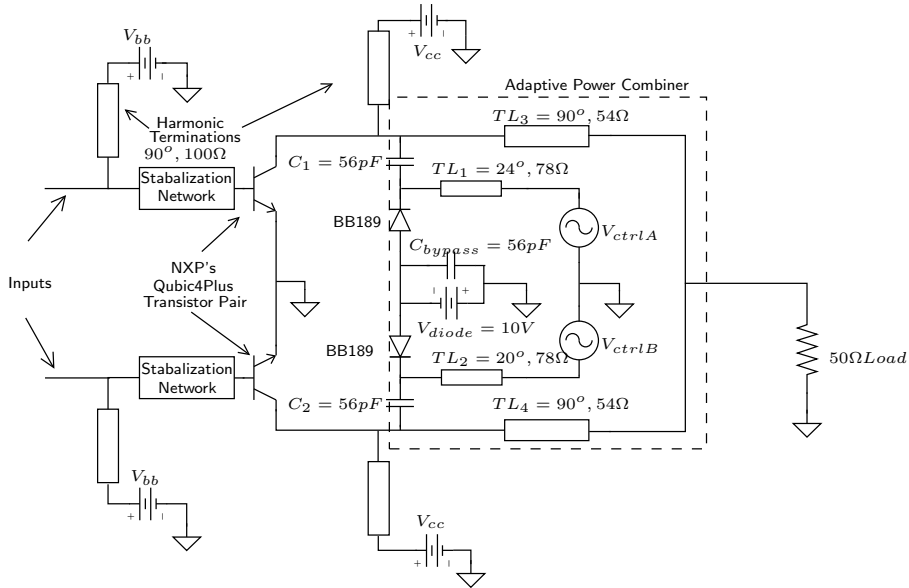 V_bb
+ −
V_cc
+ −
Adaptive Power Combiner
Harmonic
Terminations
90°, 100Ω
TL_3 = 90°, 54Ω
C_1 = 56pF
TL_1 = 24°, 78Ω
Stabalization
Network
BB189
V_ctrlA
C_bypass = 56pF
Inputs
NXP's
Qubic4Plus
Transistor Pair
− +
V_diode = 10V
BB189
V_ctrlB
50ΩLoad
TL_2 = 20°, 78Ω
Stabalization
Network
C_2 = 56pF
TL_4 = 90°, 54Ω
V_bb
+ −
V_cc
+ −